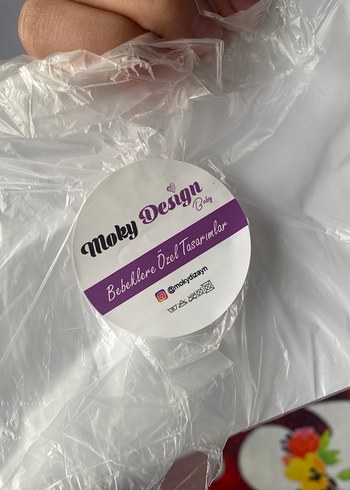 Moky Design
Baby
Bebeklere Özel Tasarımlar
@mokydizayn